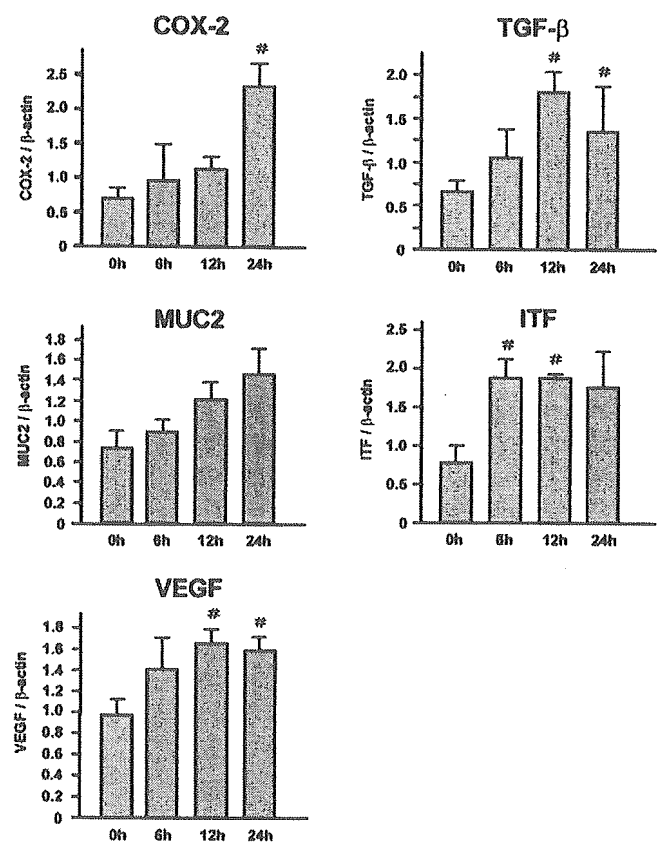 COX-2
#
2.5
2.0
1.5
1.0
0.5
0
COX-2 / β-actin
0h 6h 12h 24h
TGF-β
# #
2.0
1.5
1.0
0.5
0
TGF-β / β-actin
0h 6h 12h 24h
MUC2
1.8
1.6
1.4
1.2
1.0
0.8
0.6
0.4
0.2
0
MUC2 / β-actin
0h 6h 12h 24h
ITF
# #
2.5
2.0
1.5
1.0
0.5
0
ITF / β-actin
0h 6h 12h 24h
VEGF
# #
1.8
1.6
1.4
1.2
1.0
0.8
0.6
0.4
0.2
0
VEGF / β-actin
0h 6h 12h 24h